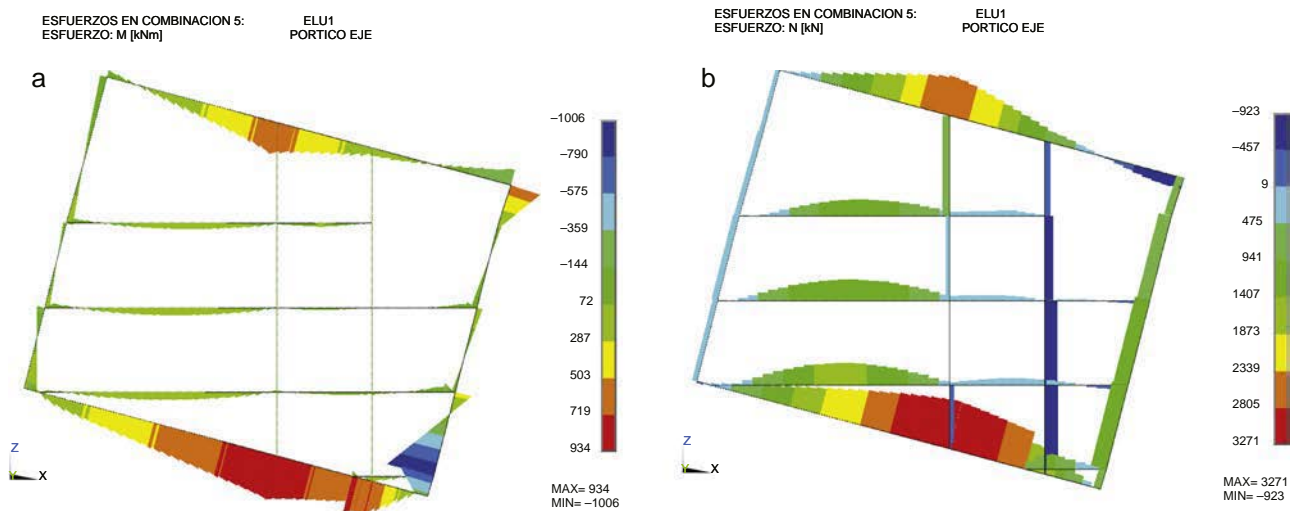 ESFUERZOS EN COMBINACION 5: ELU1
ESFUERZO: M [kNm] PORTICO EJE
a
–1006
–790
–575
–359
–144
72
287
503
719
934
Z
Y X
MAX= 934
MIN= –1006
ESFUERZOS EN COMBINACION 5: ELU1
ESFUERZO: N [kN] PORTICO EJE
b
–923
–457
9
475
941
1407
1873
2339
2805
3271
Z
Y X
MAX= 3271
MIN= –923